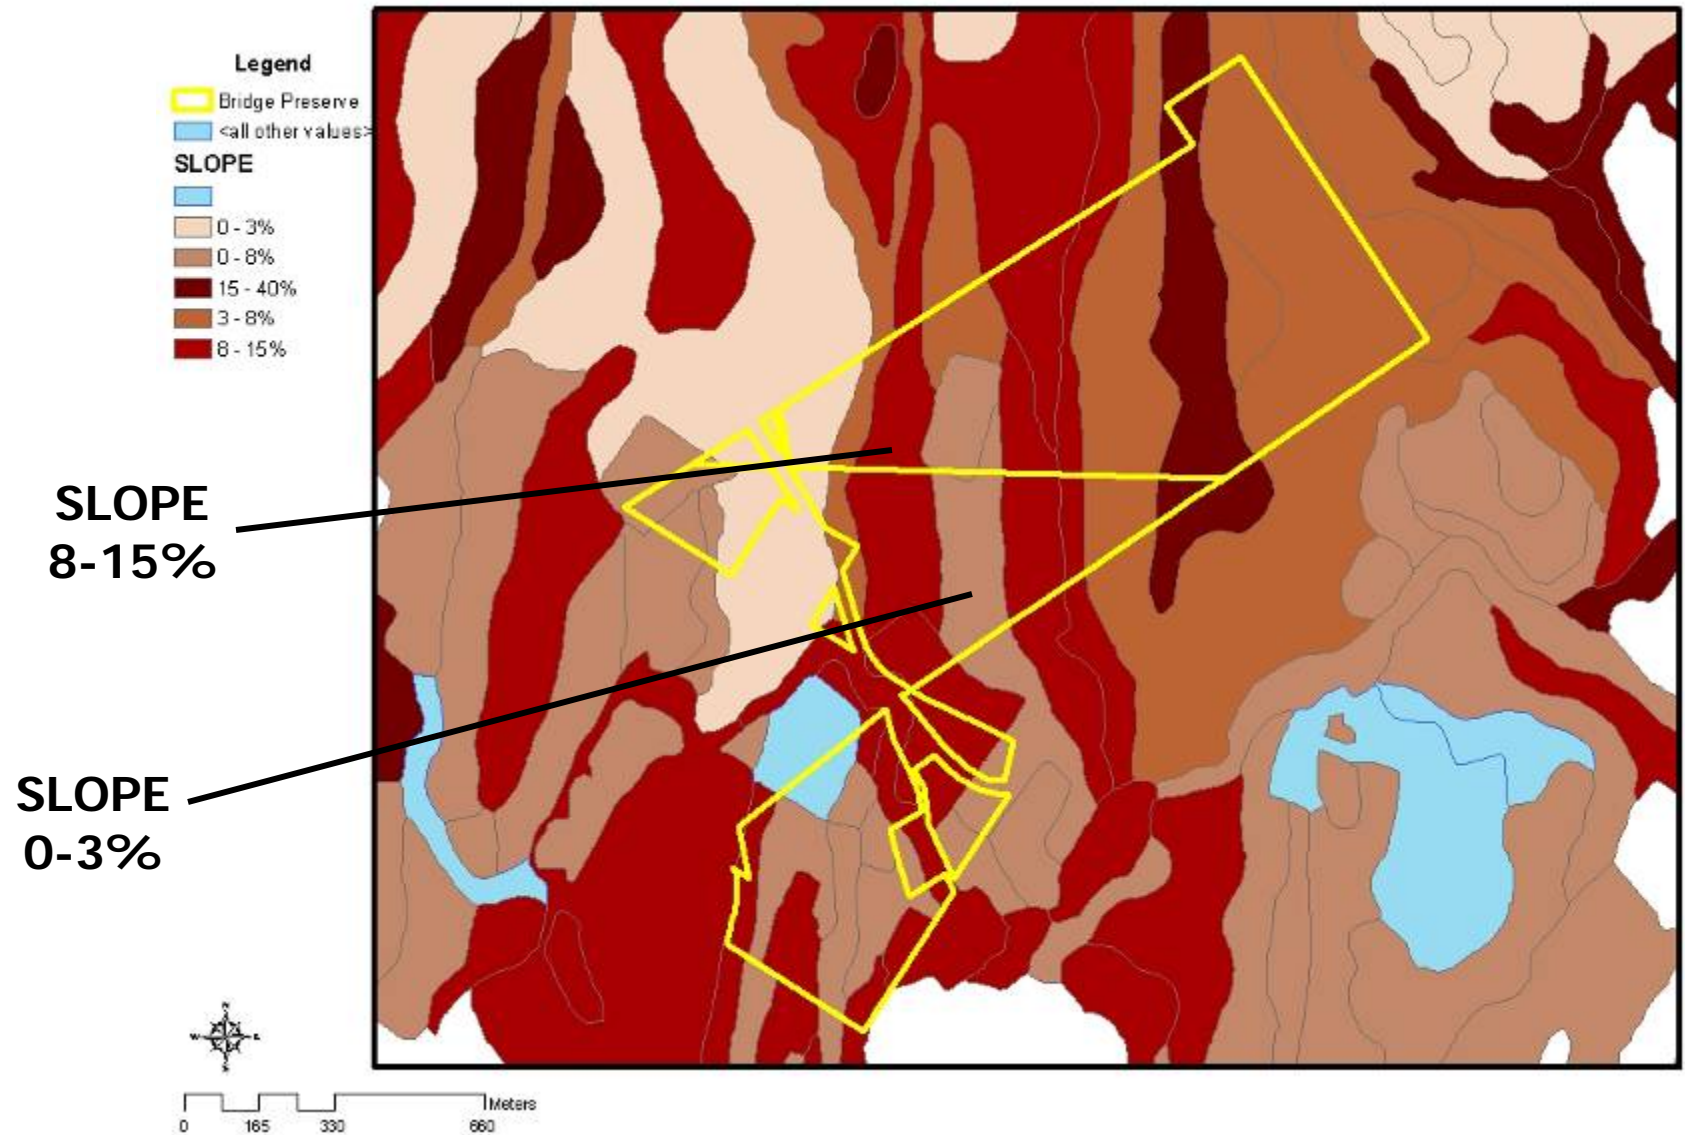 Legend
Bridge Preserve
<all other values>
SLOPE
0 - 3%
0 - 8%
15 - 40%
3 - 8%
8 - 15%
SLOPE
8-15%
SLOPE
0-3%
N
W E
S
Meters
0 165 330 660